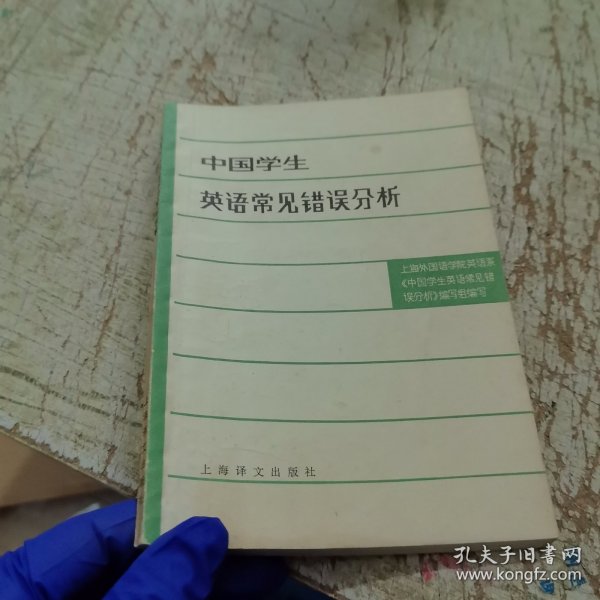 中国学生
英语常见错误分析
上海外国语学院英语系
《中国学生英语常见错
误分析》编写组编写
上海译文出版社
孔夫子旧书网
www.kongfz.com